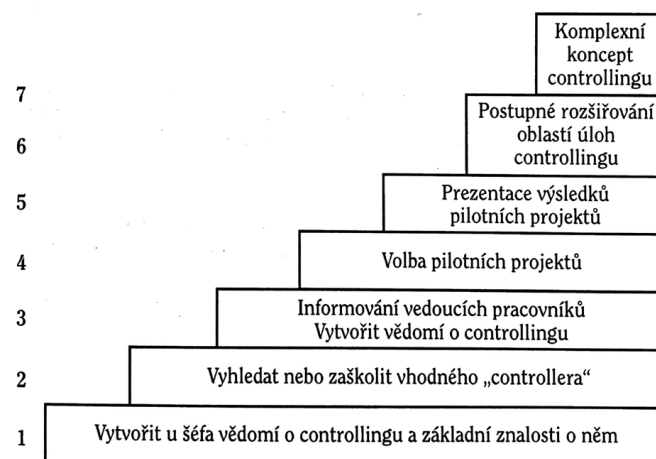 Komplexní
koncept
controllingu
7
Postupné rozšiřování
oblastí úloh
controllingu
6
Prezentace výsledků
pilotních projektů
5
Volba pilotních projektů
4
Informování vedoucích pracovníků
Vytvořit vědomí o controllingu
3
Vyhledat nebo zaškolit vhodného „controllera“
2
1 Vytvořit u šéfa vědomí o controllingu a základní znalosti o něm